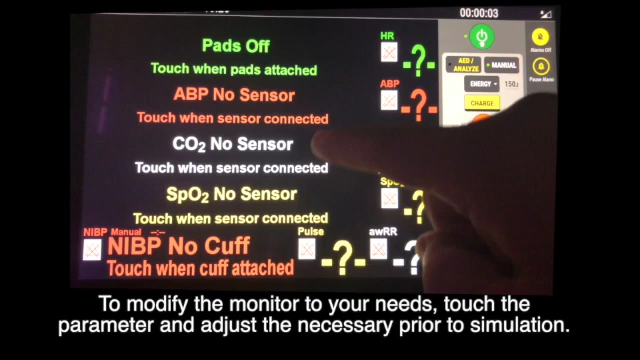 00:00:03
Pads Off
Touch when pads attached
HR
-?-
Alarms Off
AED /
ANALYZE
MANUAL
ABP No Sensor
Touch when sensor connected
ABP
-?-
ENERGY
150J
Pause Alarms
CHARGE
CO2 No Sensor
Touch when sensor connected
SpO2 No Sensor
Touch when sensor connected
-?
NIBP Manual --:--
NIBP No Cuff
Touch when cuff attached
Pulse
-?-
awRR
-?
To modify the monitor to your needs, touch the
parameter and adjust the necessary prior to simulation.